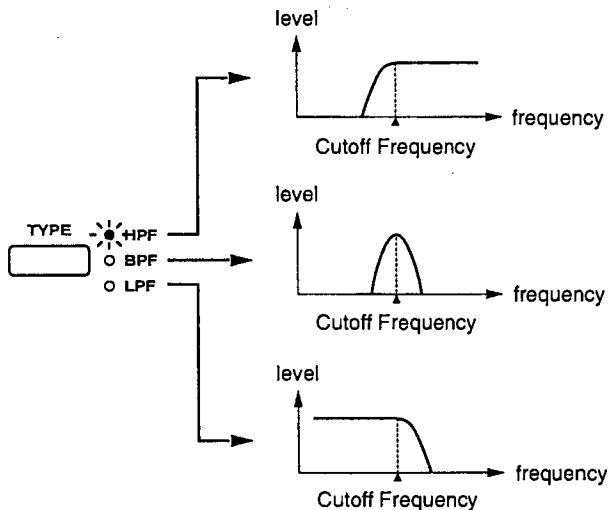 level
frequency
Cutoff Frequency
TYPE
HPF
BPF
LPF
level
frequency
Cutoff Frequency
level
frequency
Cutoff Frequency